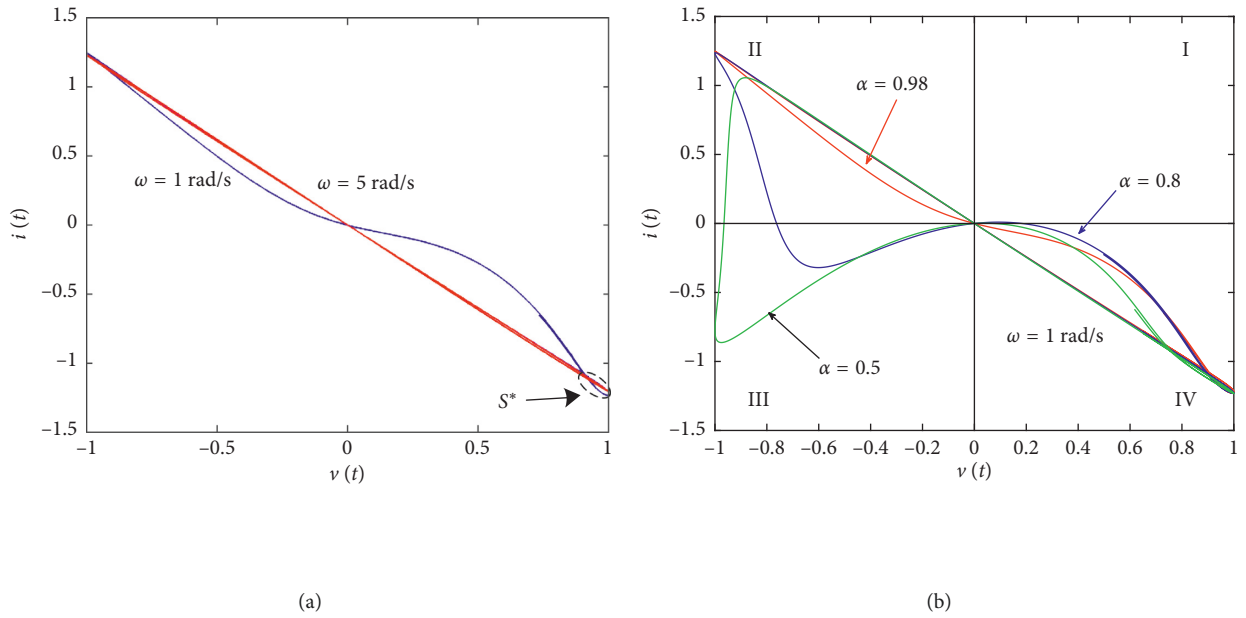 1.5
1
0.5
0
−0.5
−1
−1.5
i (t)
ω = 1 rad/s
ω = 5 rad/s
S*
−1
−0.5
0
0.5
1
v (t)
(a)
1.5
1
0.5
0
−0.5
−1
−1.5
i (t)
II
I
α = 0.98
α = 0.8
ω = 1 rad/s
α = 0.5
III
IV
−1
−0.8
−0.6
−0.4
−0.2
0
0.2
0.4
0.6
0.8
1
v (t)
(b)